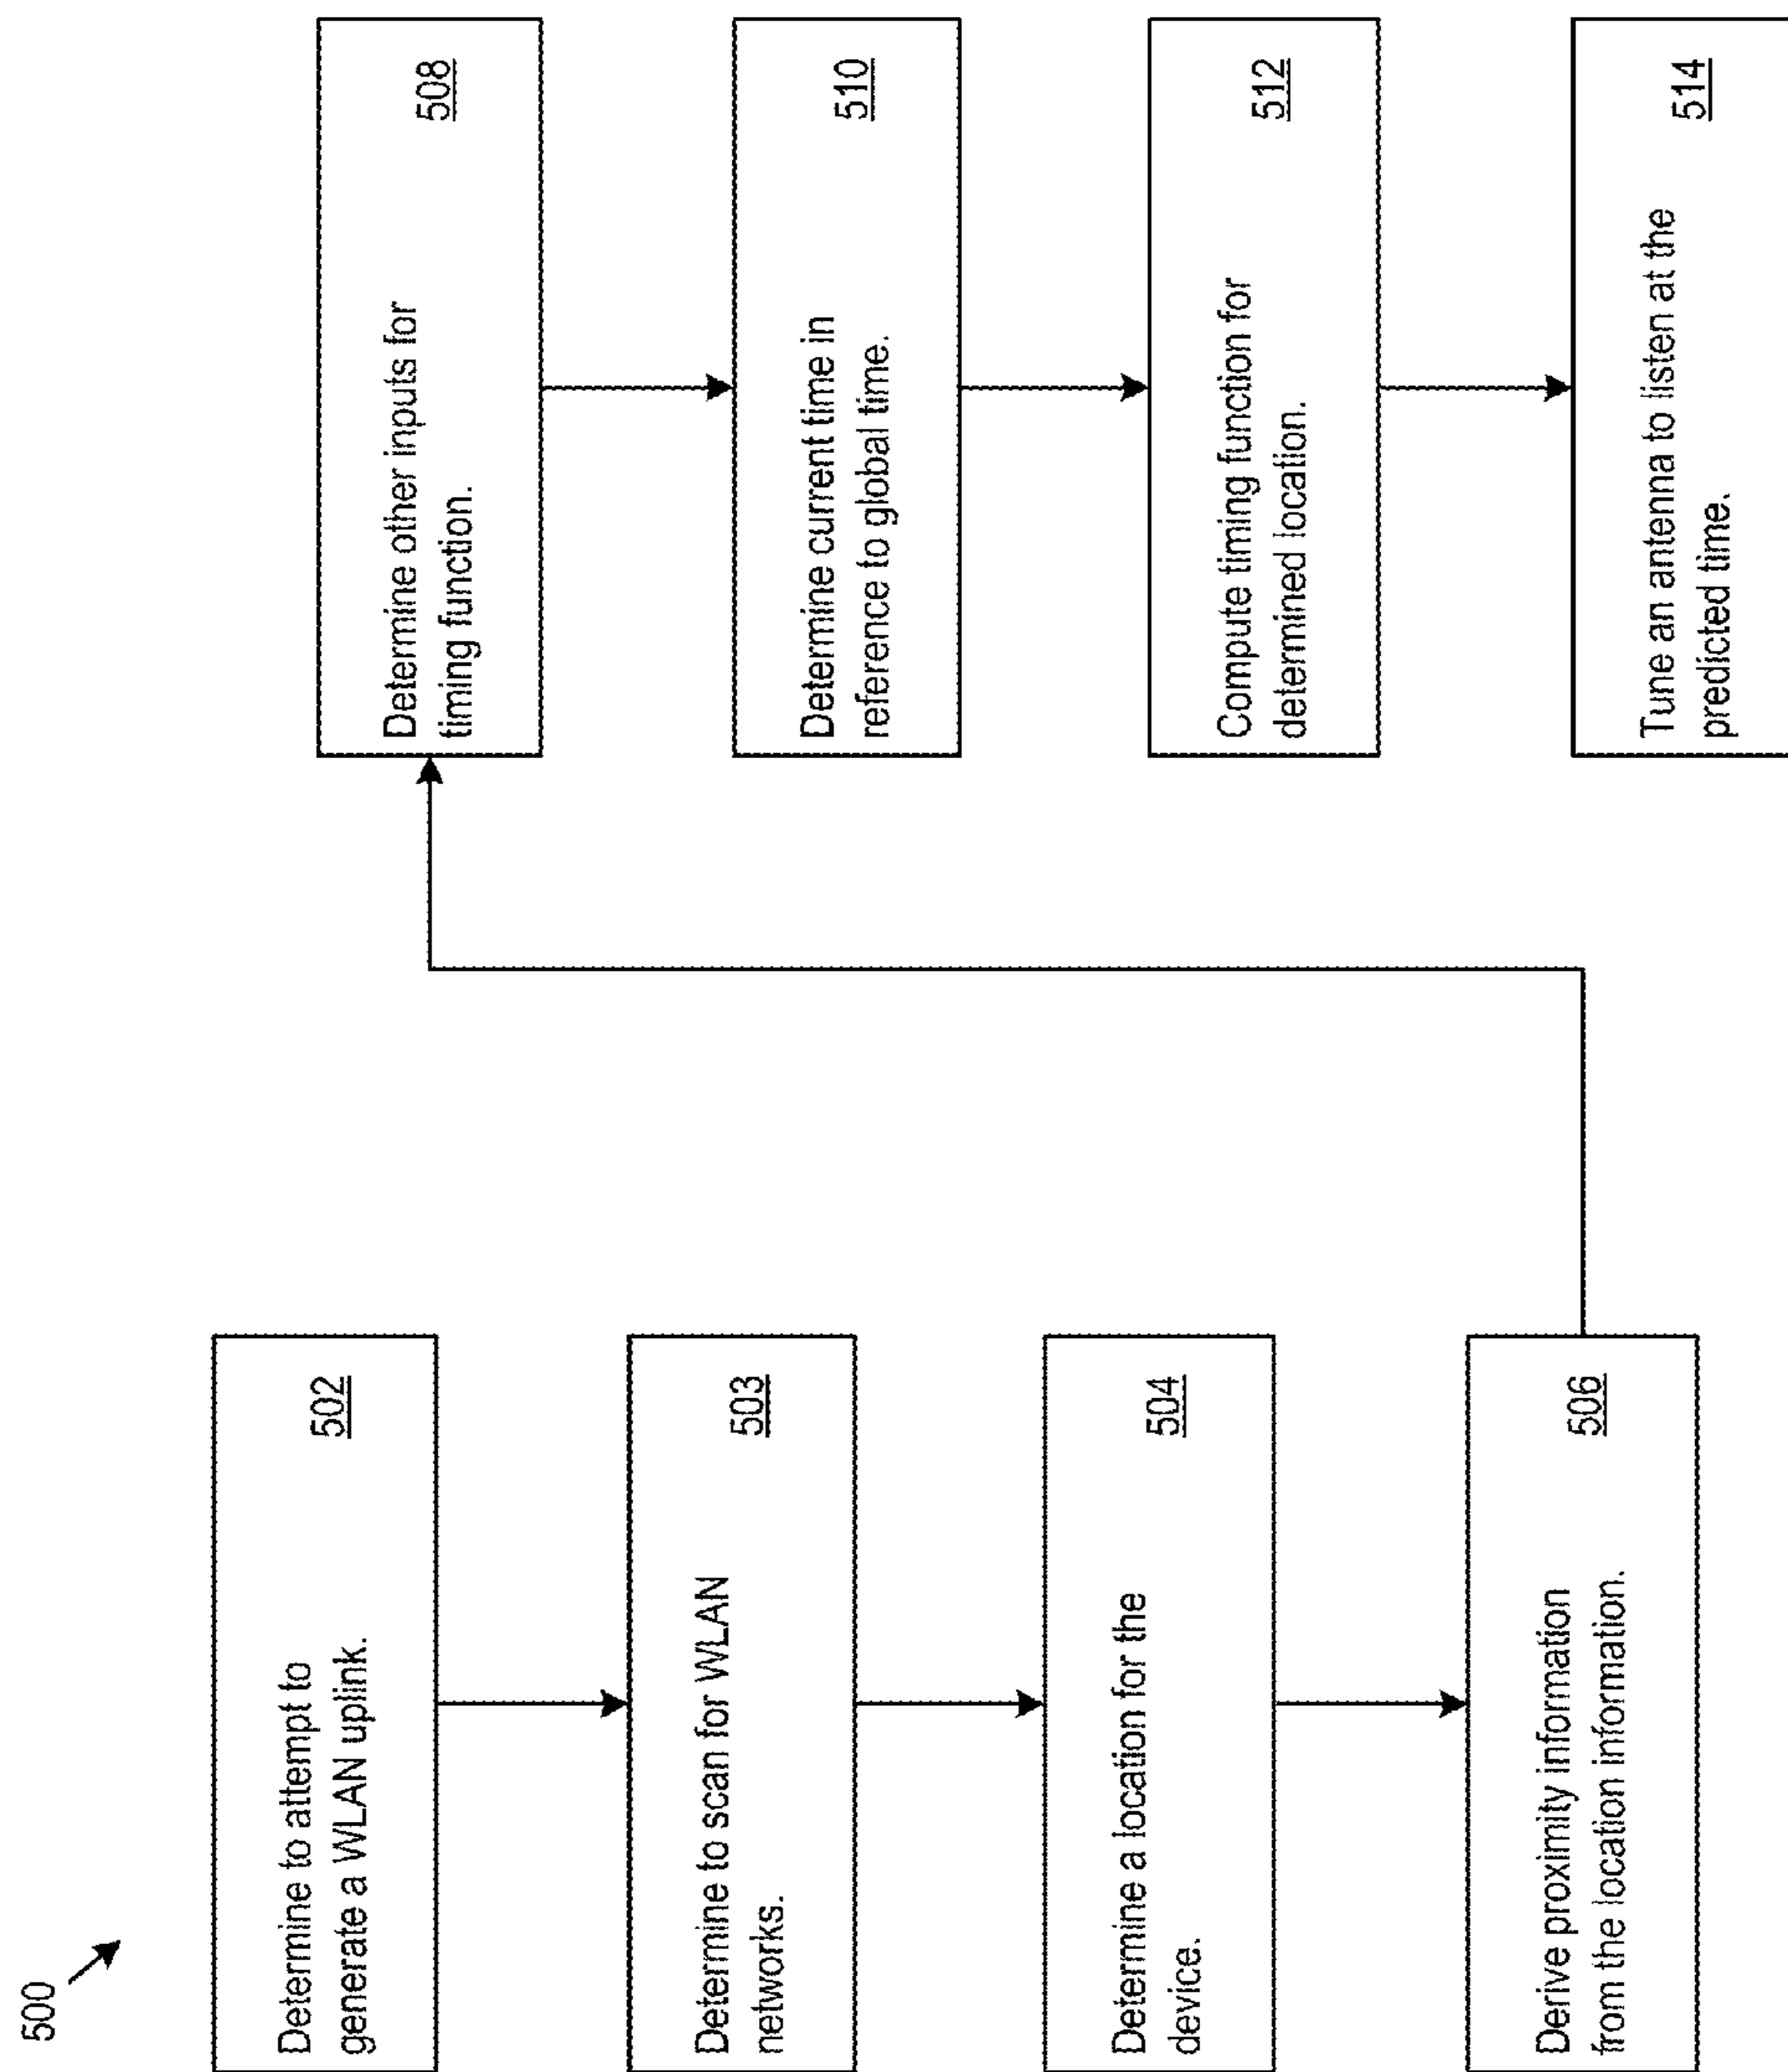 500
Determine to attempt to
generate a WLAN uplink.
502
Determine to scan for WLAN
networks.
503
Determine a location for the
device.
504
Derive proximity information
from the location information.
506
Determine other inputs for
timing function.
508
Determine current time in
reference to global time.
510
Compute timing function for
determined location.
512
Tune an antenna to listen at the
predicted time.
514